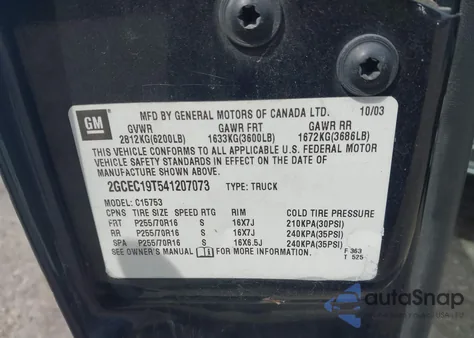 GM
MFD BY GENERAL MOTORS OF CANADA LTD. 10/03
GVWR GAWR FRT GAWR RR
2812KG(6200LB) 1633KG(3600LB) 1672KG(3686LB)
THIS VEHICLE CONFORMS TO ALL APPLICABLE U.S. FEDERAL MOTOR
VEHICLE SAFETY STANDARDS IN EFFECT ON THE DATE OF
MANUFACTURE SHOWN ABOVE.
2GCEC19T541207073 TYPE: TRUCK
MODEL: C15753
CPNS TIRE SIZE SPEED RTG RIM COLD TIRE PRESSURE
FRT P255/70R16 S 16X7J 210KPA(30PSI)
RR P255/70R16 S 16X7J 240KPA(35PSI)
SPA P255/70R16 S 16X6.5J 240KPA(35PSI)
SEE OWNER'S MANUAL FOR MORE INFORMATION. F 363
T 525
autoSnap